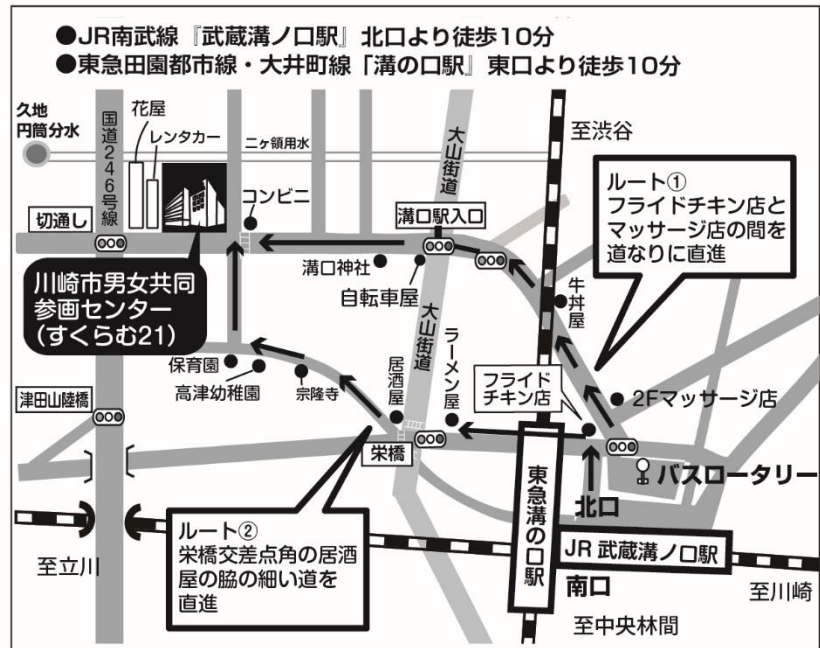 ●JR南武線『武蔵溝ノ口駅』北口より徒歩10分
●東急田園都市線・大井町線「溝の口駅」東口より徒歩10分
久地
円筒分水
国道246号線
花屋
レンタカー
二ヶ領用水
大山街道
至渋谷
コンビニ
切通し
溝口駅入口
ルート①
フライドチキン店と
マッサージ店の間を
道なりに直進
溝口神社
自転車屋
川崎市男女共同
参画センター
(すくらむ21)
牛丼屋
大山街道
ラーメン屋
居酒屋
フライド
チキン店
2Fマッサージ店
保育園
高津幼稚園
宗隆寺
津田山陸橋
栄橋
バスロータリー
北口
東急溝の口駅
JR 武蔵溝ノ口駅
南口
ルート②
栄橋交差点角の居酒
屋の脇の細い道を
直進
至立川
至川崎
至中央林間